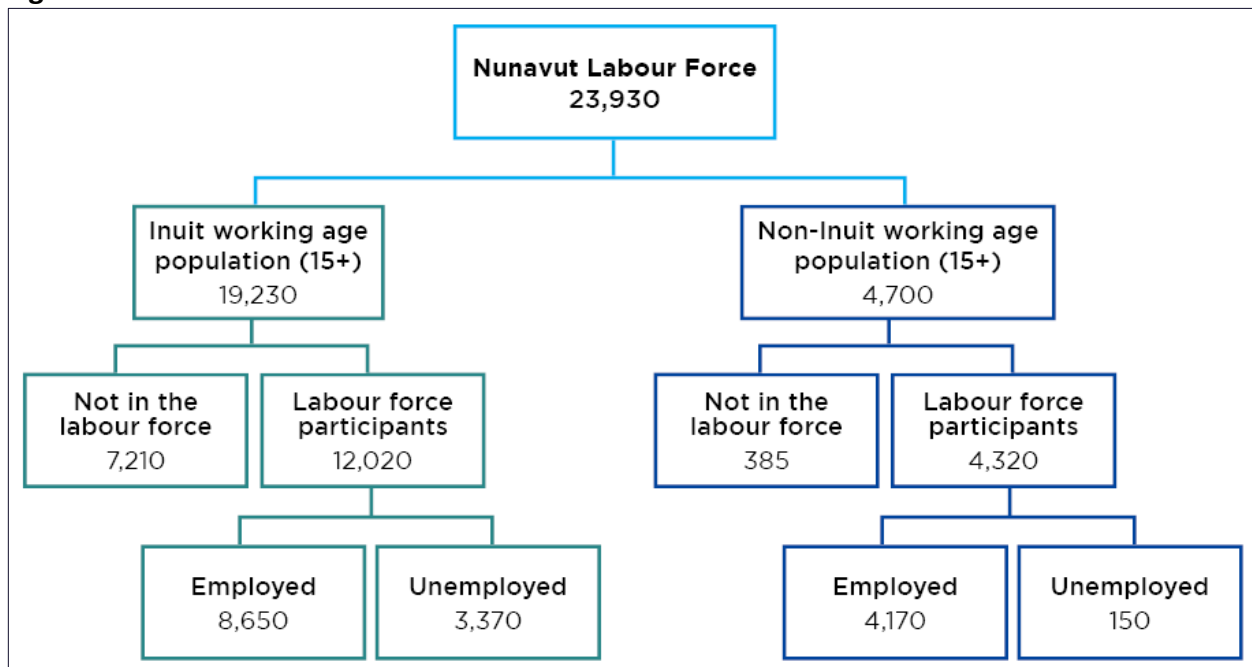 Nunavut Labour Force
23,930
Inuit working age
population (15+)
19,230
Non-Inuit working age
population (15+)
4,700
Not in the
labour force
7,210
Labour force
participants
12,020
Not in the
labour force
385
Labour force
participants
4,320
Employed
8,650
Unemployed
3,370
Employed
4,170
Unemployed
150